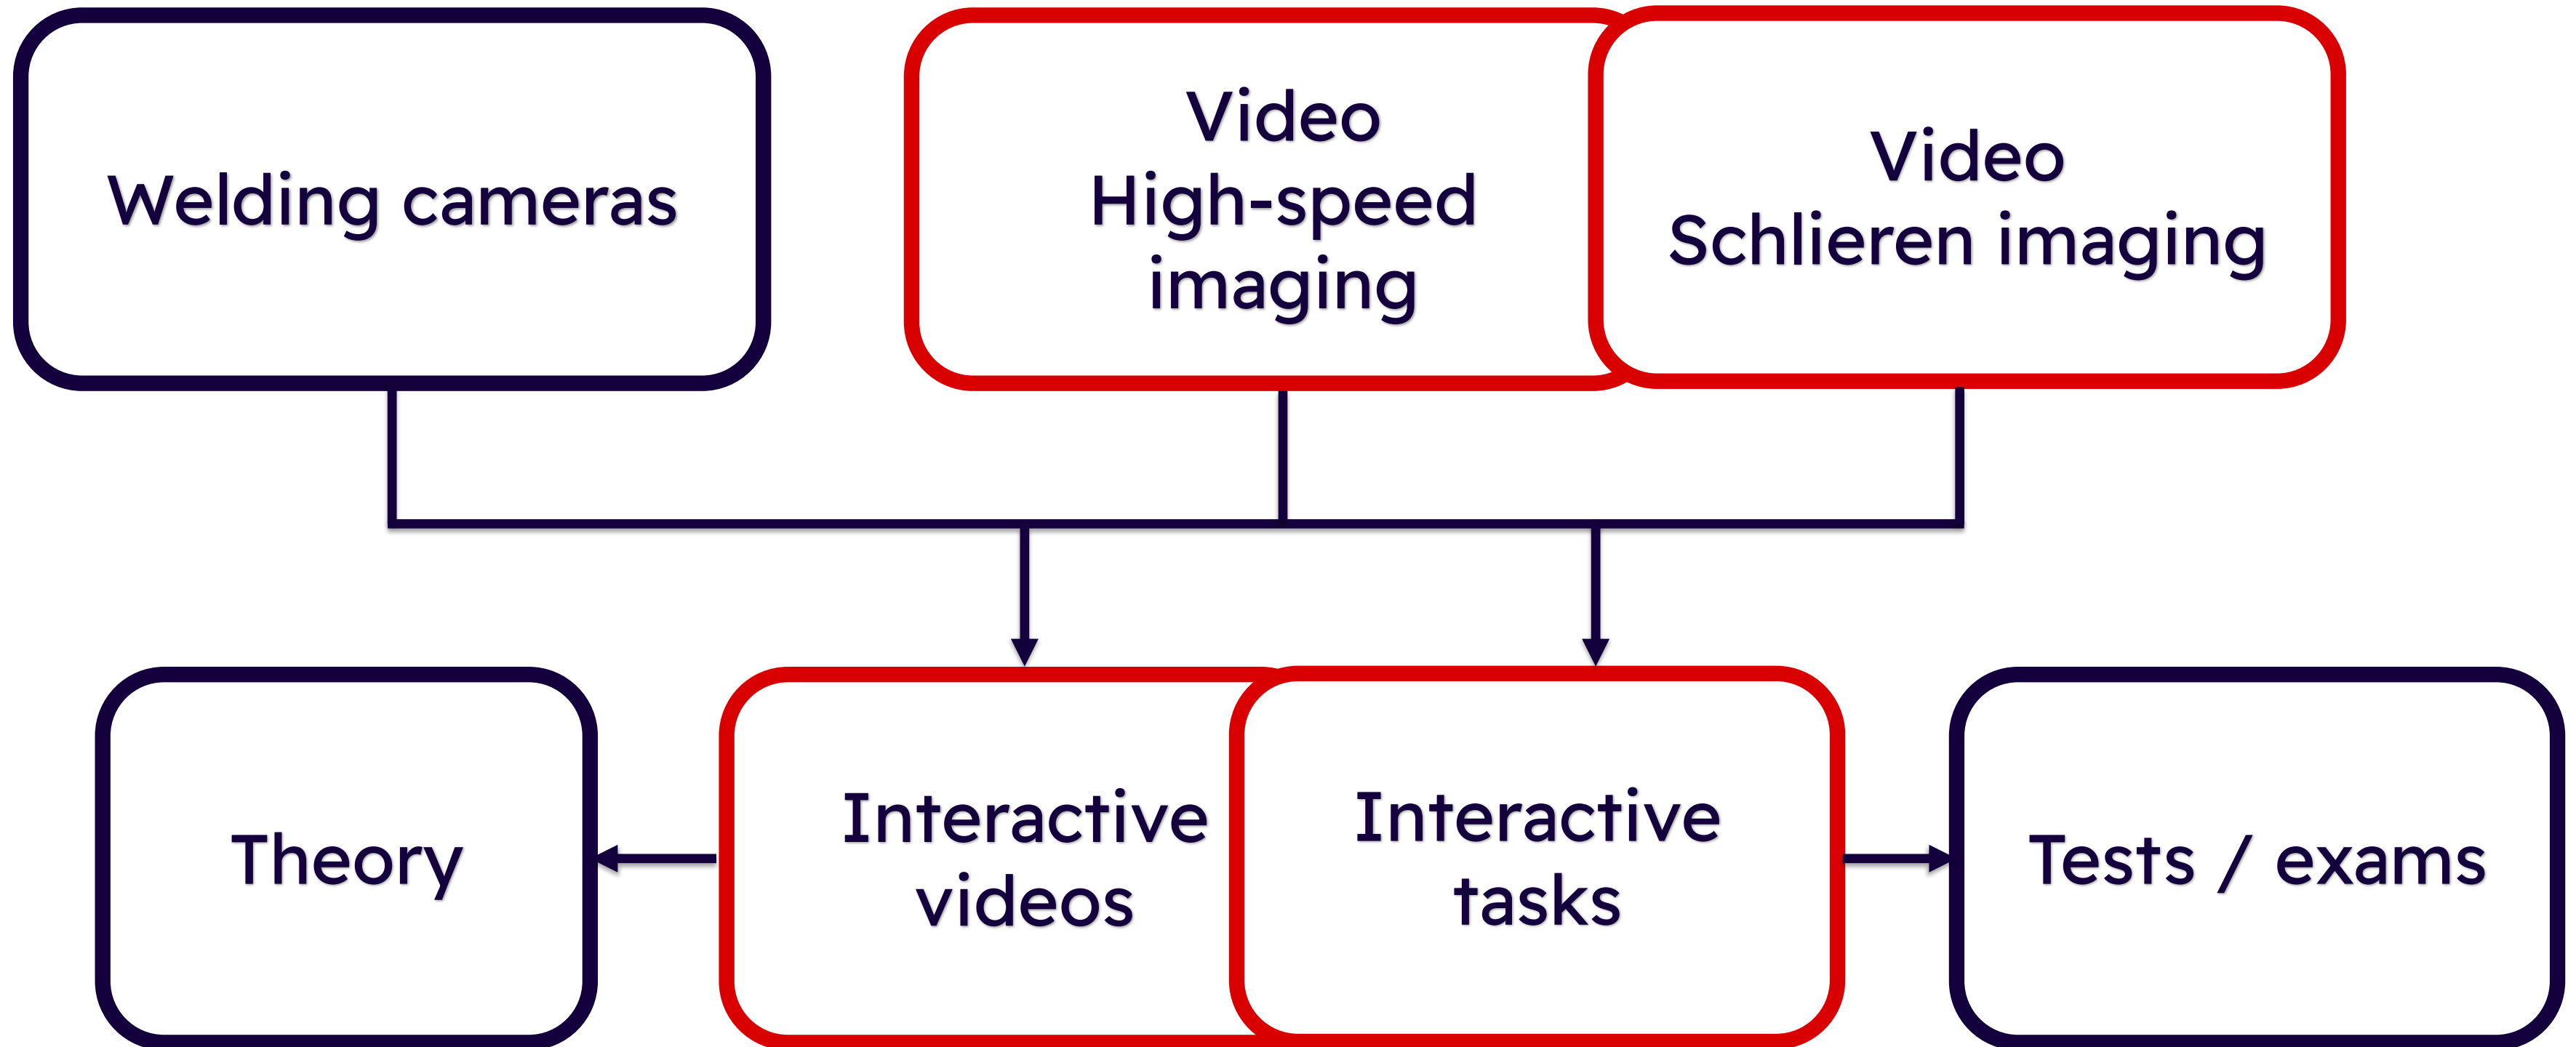 Welding cameras
Video
High-speed
imaging
Video
Schlieren imaging
Theory
Interactive
videos
Interactive
tasks
Tests / exams